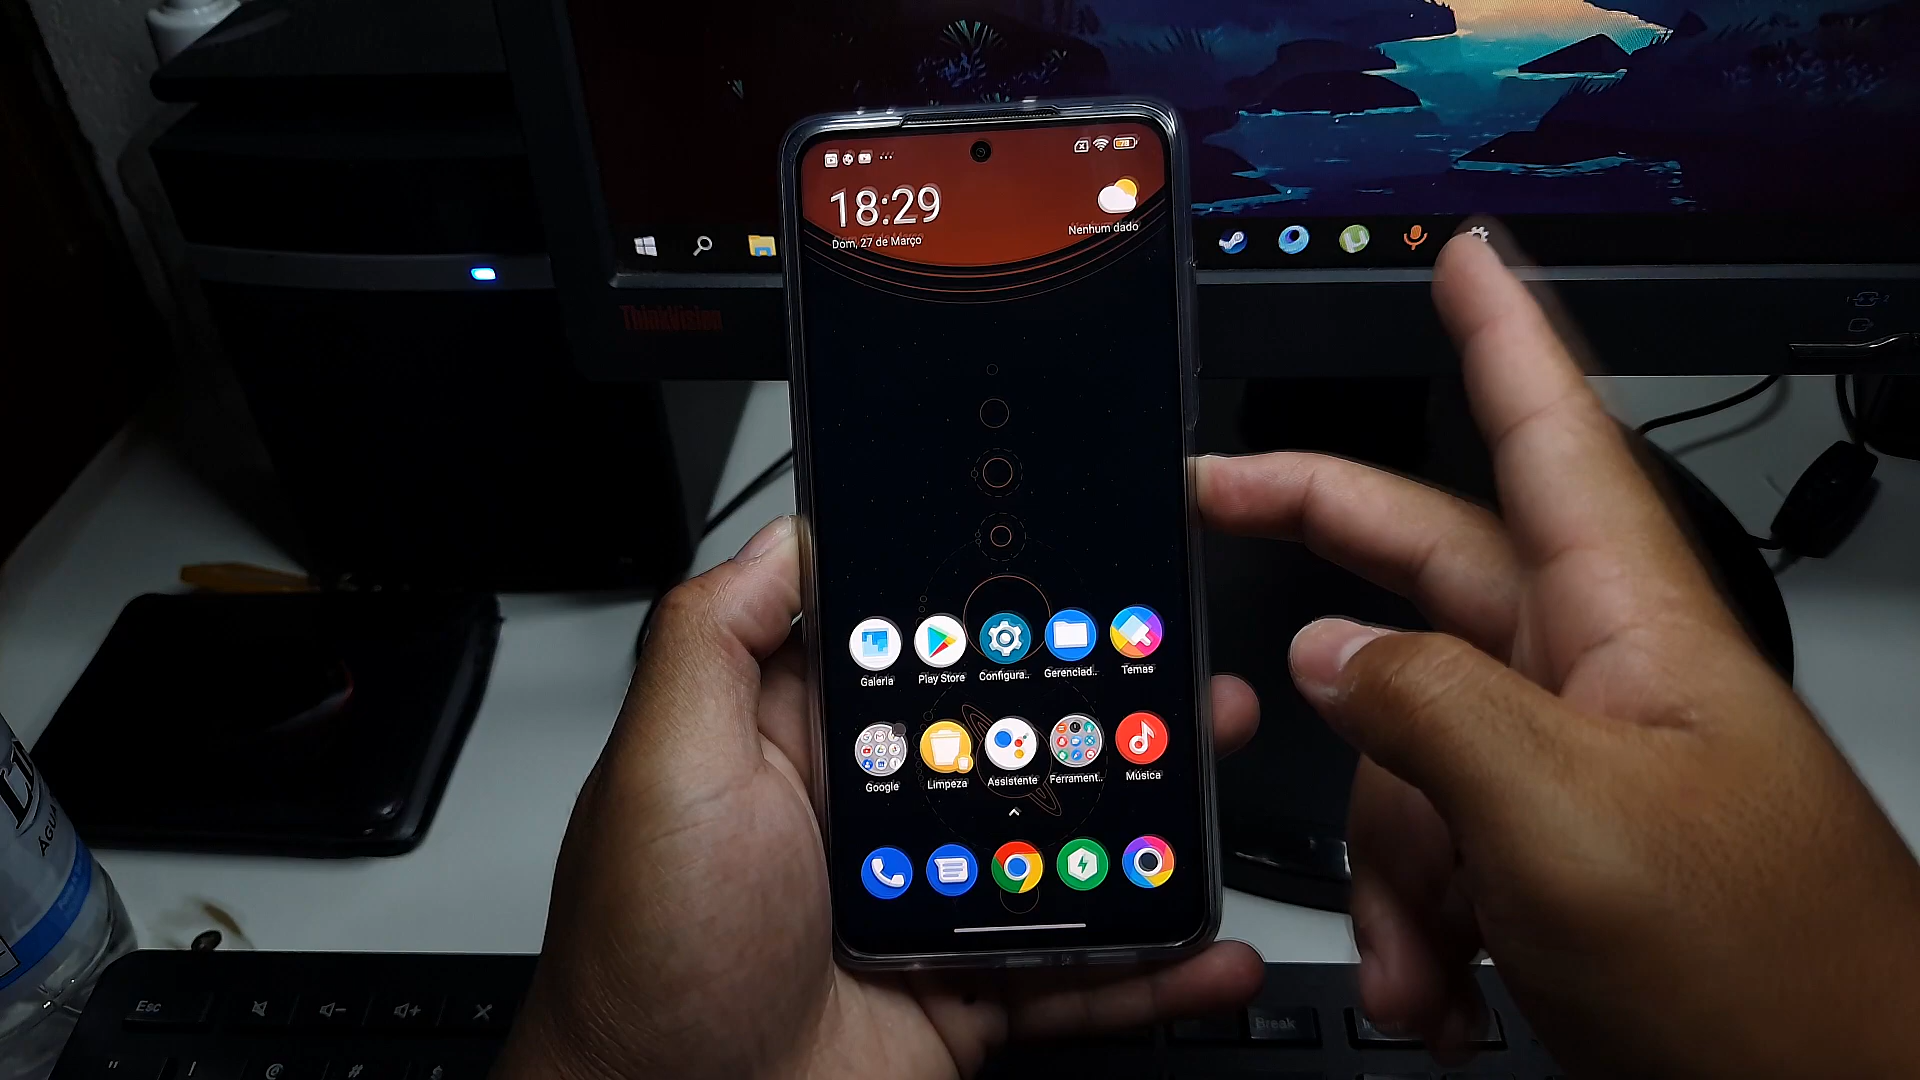 18:29
Dom, 27 de Março
Nenhum dado
ThinkVision
Galeria
Play Store
Configura..
Gerenciad..
Temas
Google
Limpeza
Assistente
Ferrament..
Música
Esc
Break
"
!
@
#
$